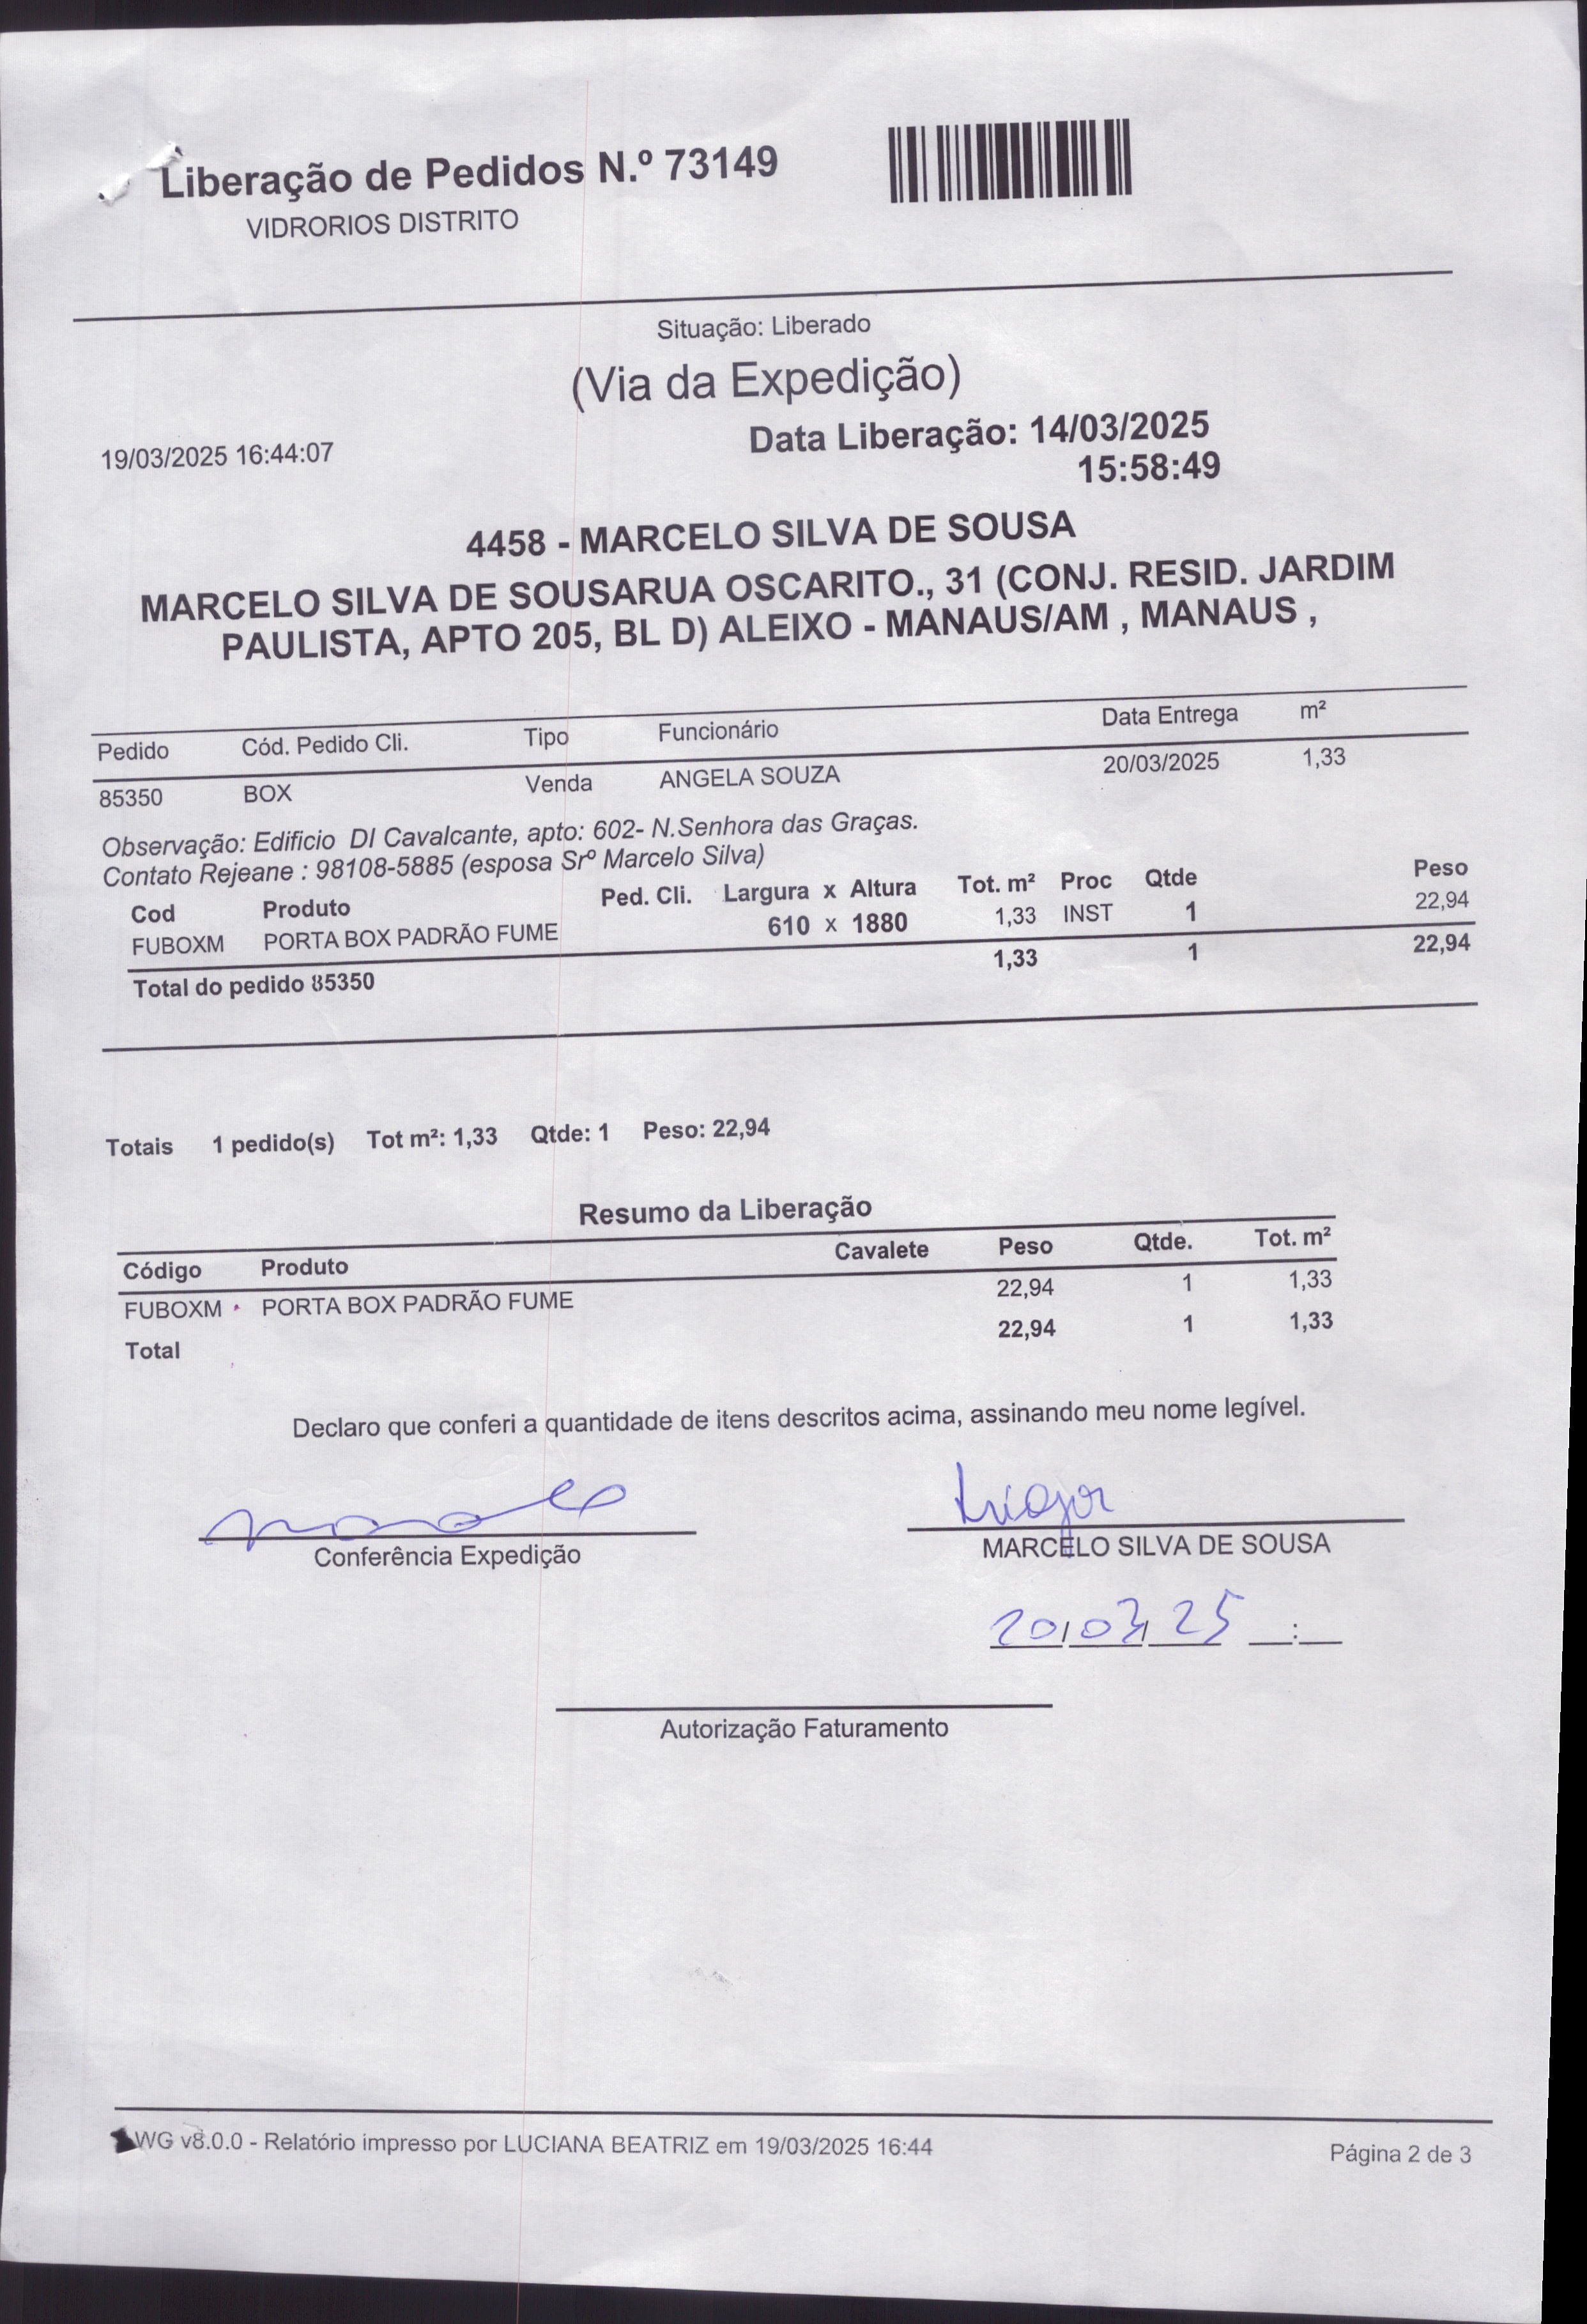 Liberação de Pedidos N.º 73149
VIDRORIOS DISTRITO
Situação: Liberado
(Via da Expedição)
19/03/2025 16:44:07
Data Liberação: 14/03/2025
15:58:49
4458 - MARCELO SILVA DE SOUSA
MARCELO SILVA DE SOUSARUA OSCARITO., 31 (CONJ. RESID. JARDIM
PAULISTA, APTO 205, BL D) ALEIXO - MANAUS/AM , MANAUS ,
Pedido Cód. Pedido Cli. Tipo Funcionário Data Entrega m²
85350 BOX Venda ANGELA SOUZA 20/03/2025 1,33
Observação: Edificio DI Cavalcante, apto: 602- N.Senhora das Graças.
Contato Rejeane : 98108-5885 (esposa Srº Marcelo Silva)
Cod Produto Ped. Cli. Largura x Altura Tot. m² Proc Qtde Peso
FUBOXM PORTA BOX PADRÃO FUME 610 x 1880 1,33 INST 1 22,94
Total do pedido 85350 1,33 1 22,94
Totais 1 pedido(s) Tot m²: 1,33 Qtde: 1 Peso: 22,94
Resumo da Liberação
Código Produto Cavalete Peso Qtde. Tot. m²
FUBOXM PORTA BOX PADRÃO FUME 22,94 1 1,33
Total 22,94 1 1,33
Declaro que conferi a quantidade de itens descritos acima, assinando meu nome legível.
Conferência Expedição
MARCELO SILVA DE SOUSA
20/03/25 __:__
Autorização Faturamento
WG v8.0.0 - Relatório impresso por LUCIANA BEATRIZ em 19/03/2025 16:44
Página 2 de 3